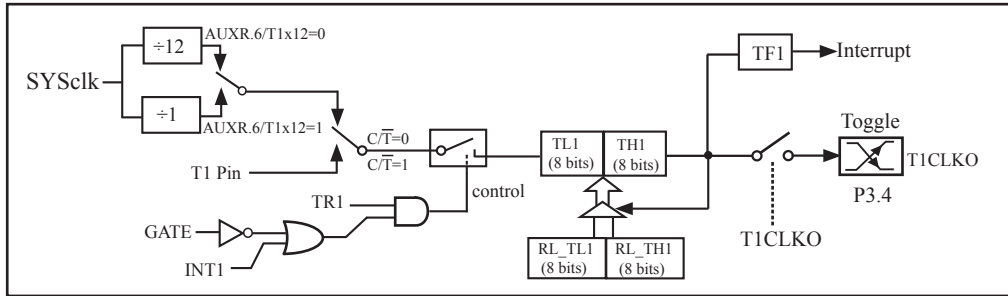 AUXR.6/T1x12=0
÷12
SYSclk
÷1
AUXR.6/T1x12=1
T1 Pin
C/T̅=0
C/T̅=1
TR1
control
GATE
INT1
TL1
(8 bits)
TH1
(8 bits)
RL_TL1
(8 bits)
RL_TH1
(8 bits)
TF1
Interrupt
Toggle
T1CLKO
P3.4
T1CLKO